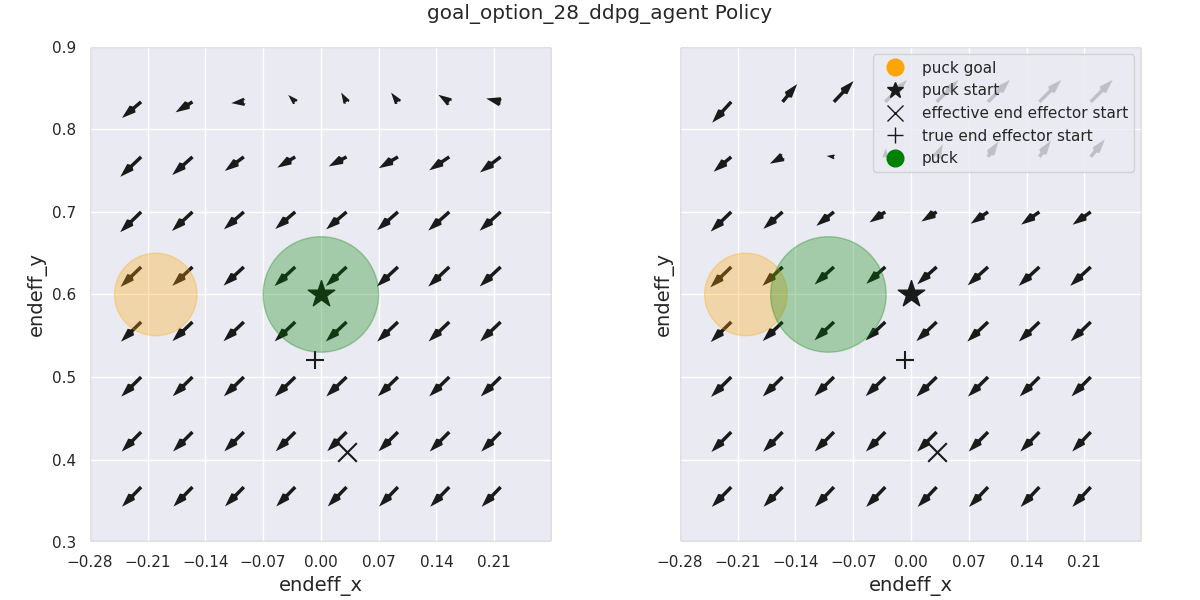 goal_option_28_ddpg_agent Policy
endeff_y
0.9
0.8
0.7
0.6
0.5
0.4
0.3
−0.28 −0.21 −0.14 −0.07 0.00 0.07 0.14 0.21
endeff_x
endeff_y
puck goal
puck start
effective end effector start
true end effector start
puck
−0.28 −0.21 −0.14 −0.07 0.00 0.07 0.14 0.21
endeff_x